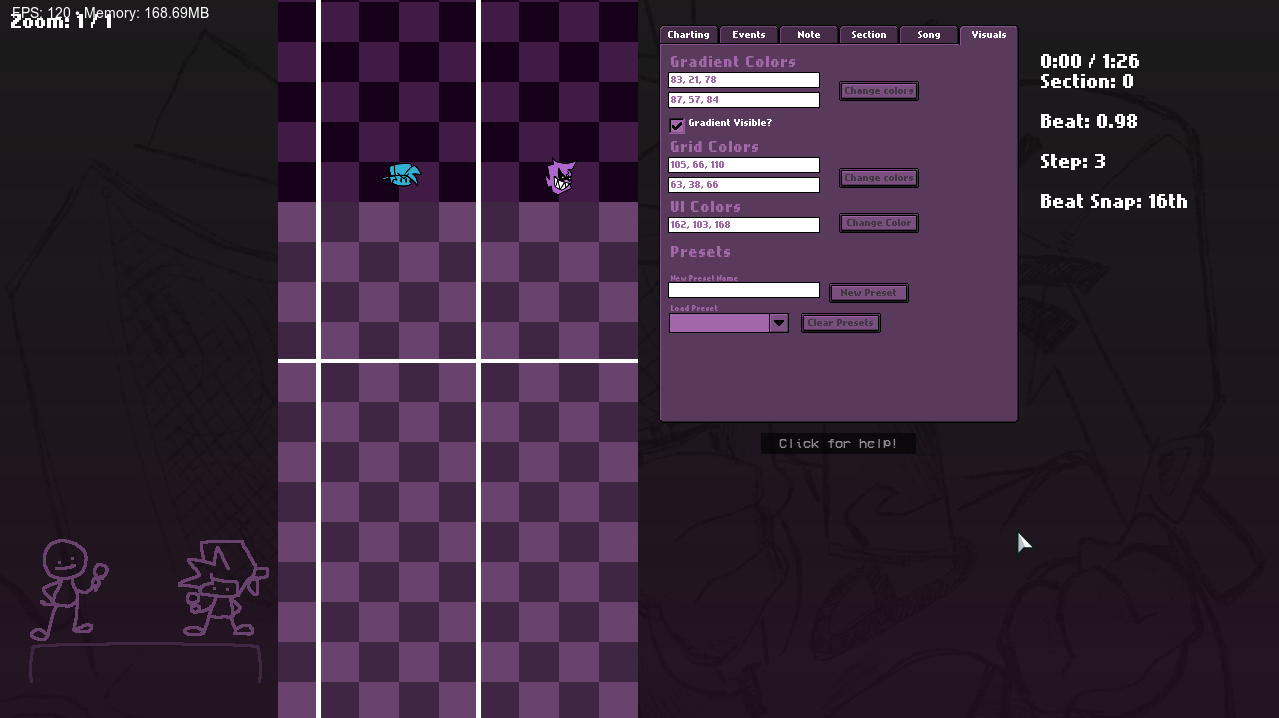 FPS: 120 • Memory: 168.69MB
Zoom: 1 / 1
Charting Events Note Section Song Visuals
Gradient Colors
83, 21, 78
Change colors
87, 57, 84
Gradient Visible?
Grid Colors
105, 66, 110
Change colors
63, 38, 66
UI Colors
162, 103, 168
Change Color
Presets
New Preset Name
New Preset
Load Preset
Clear Presets
Click for help!
0:00 / 1:26
Section: 0
Beat: 0.98
Step: 3
Beat Snap: 16th